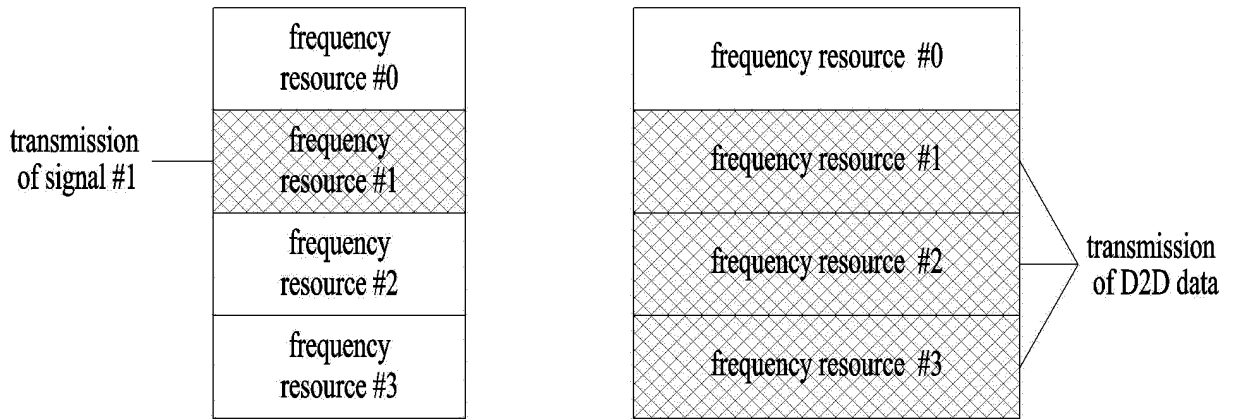 frequency
resource #0
transmission
of signal #1
frequency
resource #1
frequency
resource #2
frequency
resource #3
frequency resource #0
frequency resource #1
frequency resource #2
frequency resource #3
transmission
of D2D data